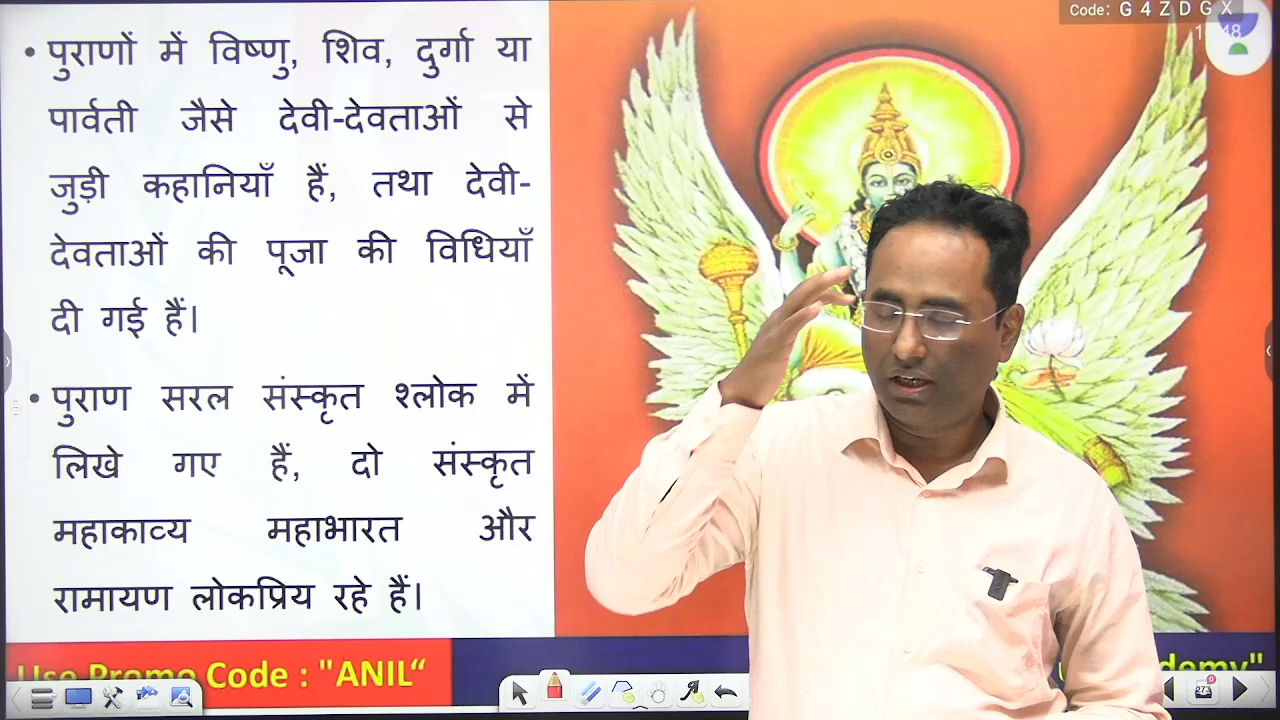 Code: G 4 Z D G X
• पुराणों में विष्णु, शिव, दुर्गा या
पार्वती जैसे देवी-देवताओं से
जुड़ी कहानियाँ हैं, तथा देवी-
देवताओं की पूजा की विधियाँ
दी गई हैं।
• पुराण सरल संस्कृत श्लोक में
लिखे गए हैं, दो संस्कृत
महाकाव्य महाभारत और
रामायण लोकप्रिय रहे हैं।
Use Promo Code : "ANIL“
273